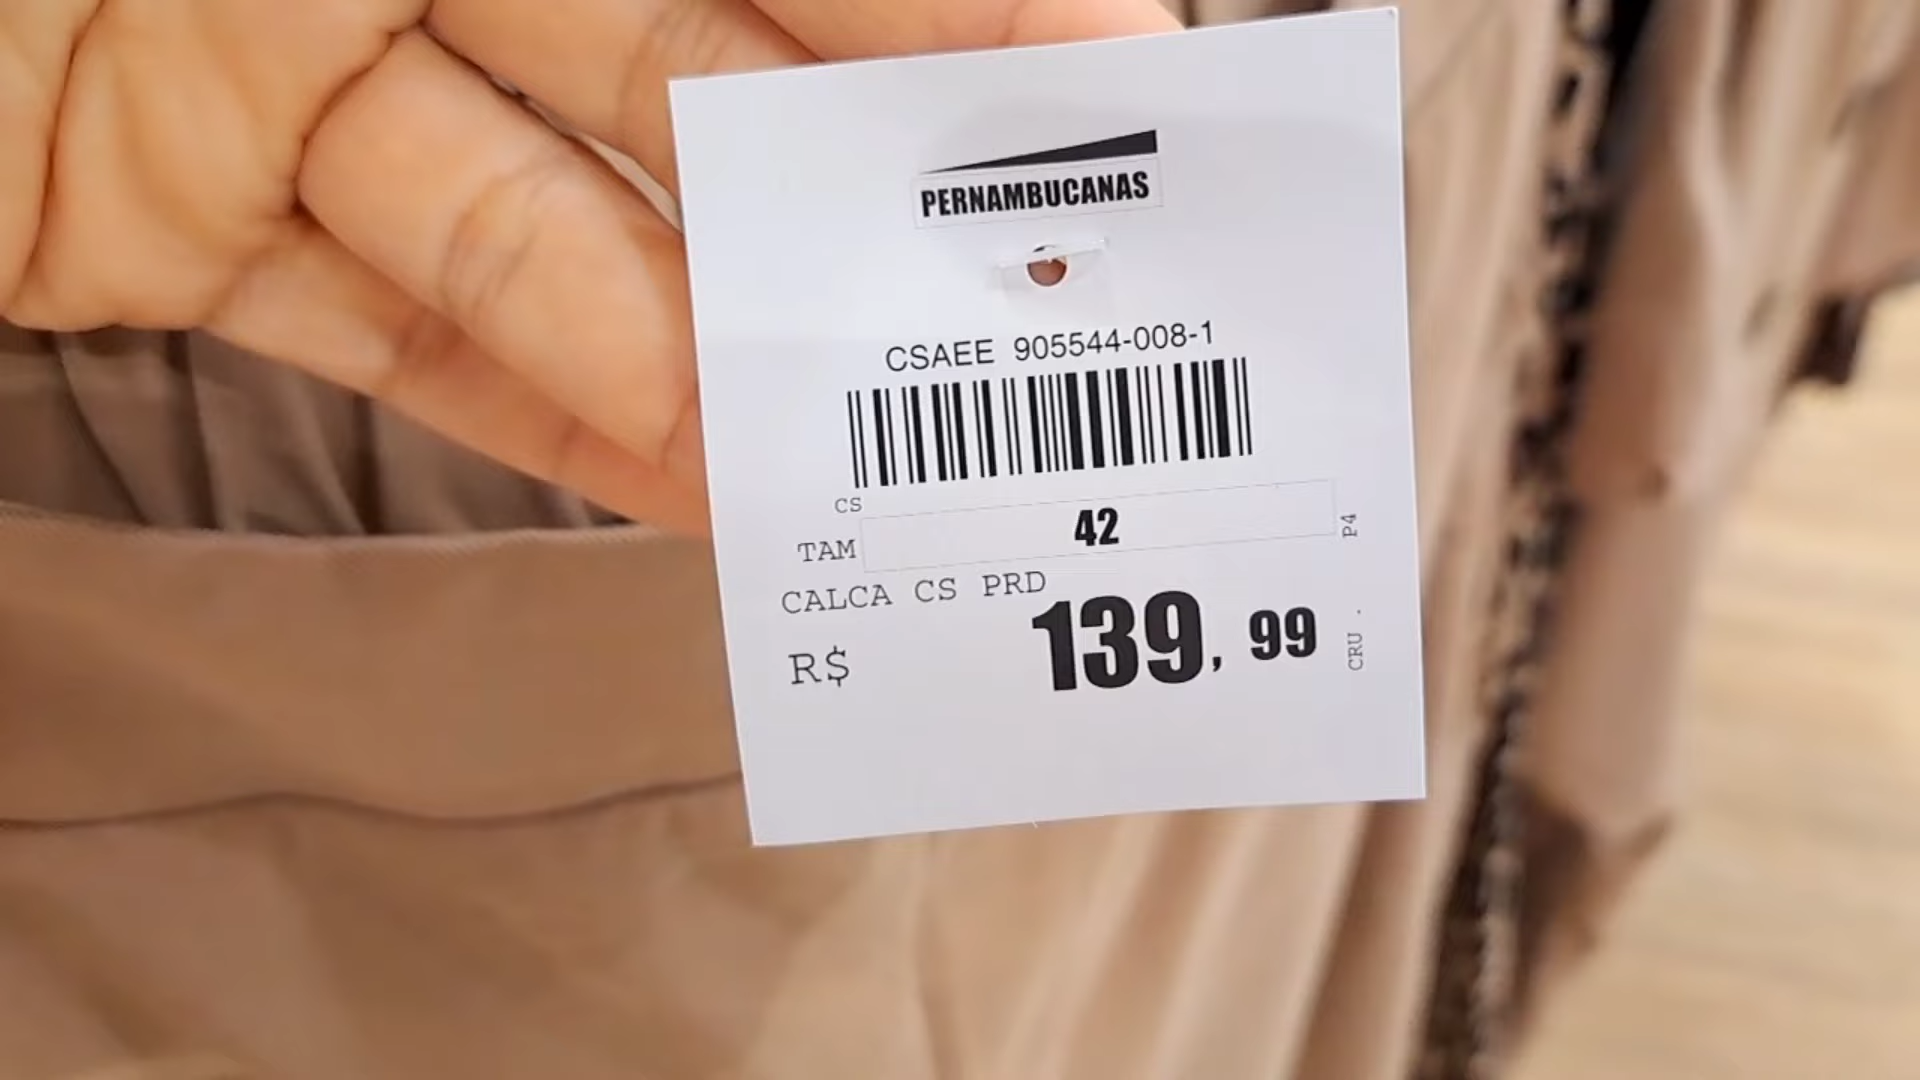 PERNAMBUCANAS
CSAEE 905544-008-1
CS
TAM 42
P4
CALCA CS PRD
R$ 139,99
CRU .